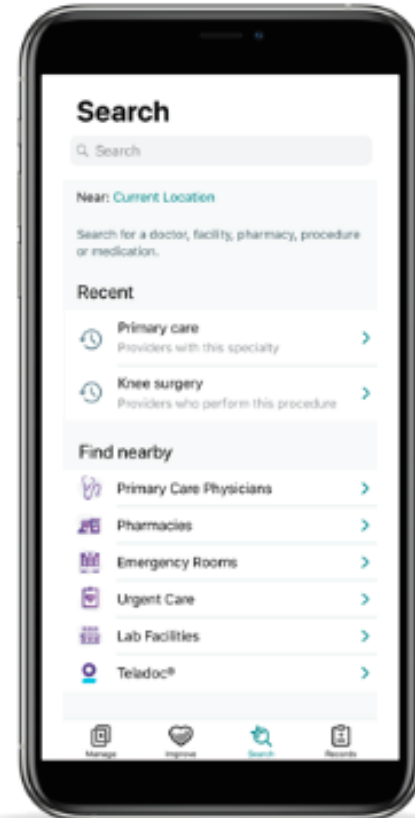 Search
Search
Near: Current Location
Search for a doctor, facility, pharmacy, procedure
or medication.
Recent
Primary care
Providers with this specialty
Knee surgery
Providers who perform this procedure
Find nearby
Primary Care Physicians
Pharmacies
Emergency Rooms
Urgent Care
Lab Facilities
Teladoc®
Manage Improve Search Records